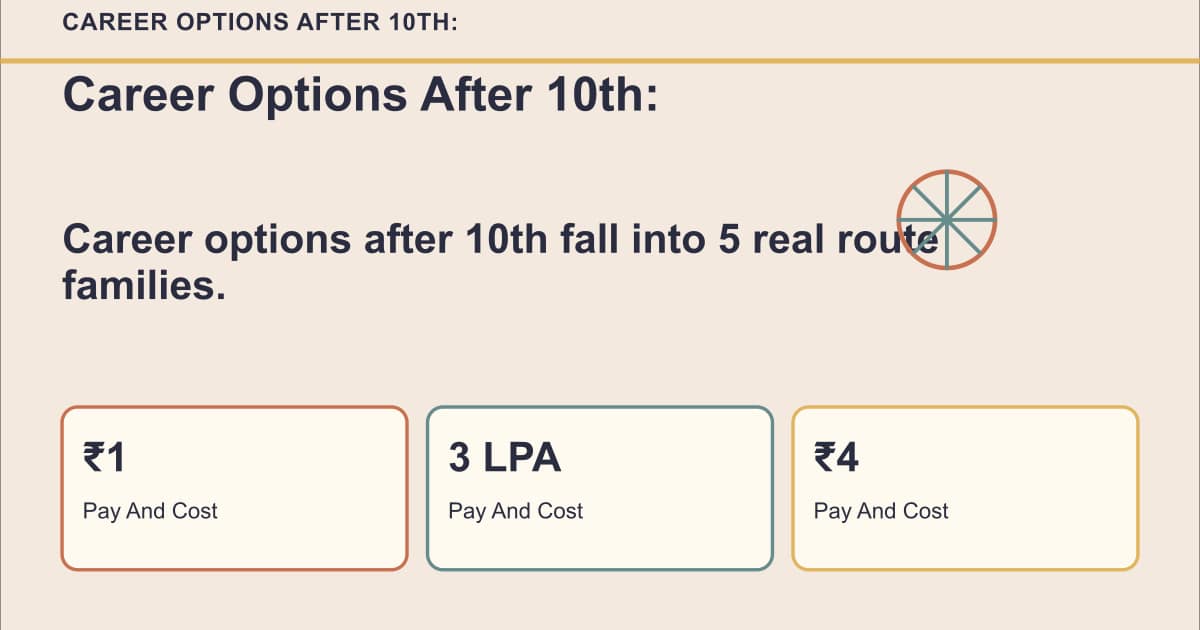 CAREER OPTIONS AFTER 10TH:
Career Options After 10th:
Career options after 10th fall into 5 real route
families.
₹1
Pay And Cost
3 LPA
Pay And Cost
₹4
Pay And Cost